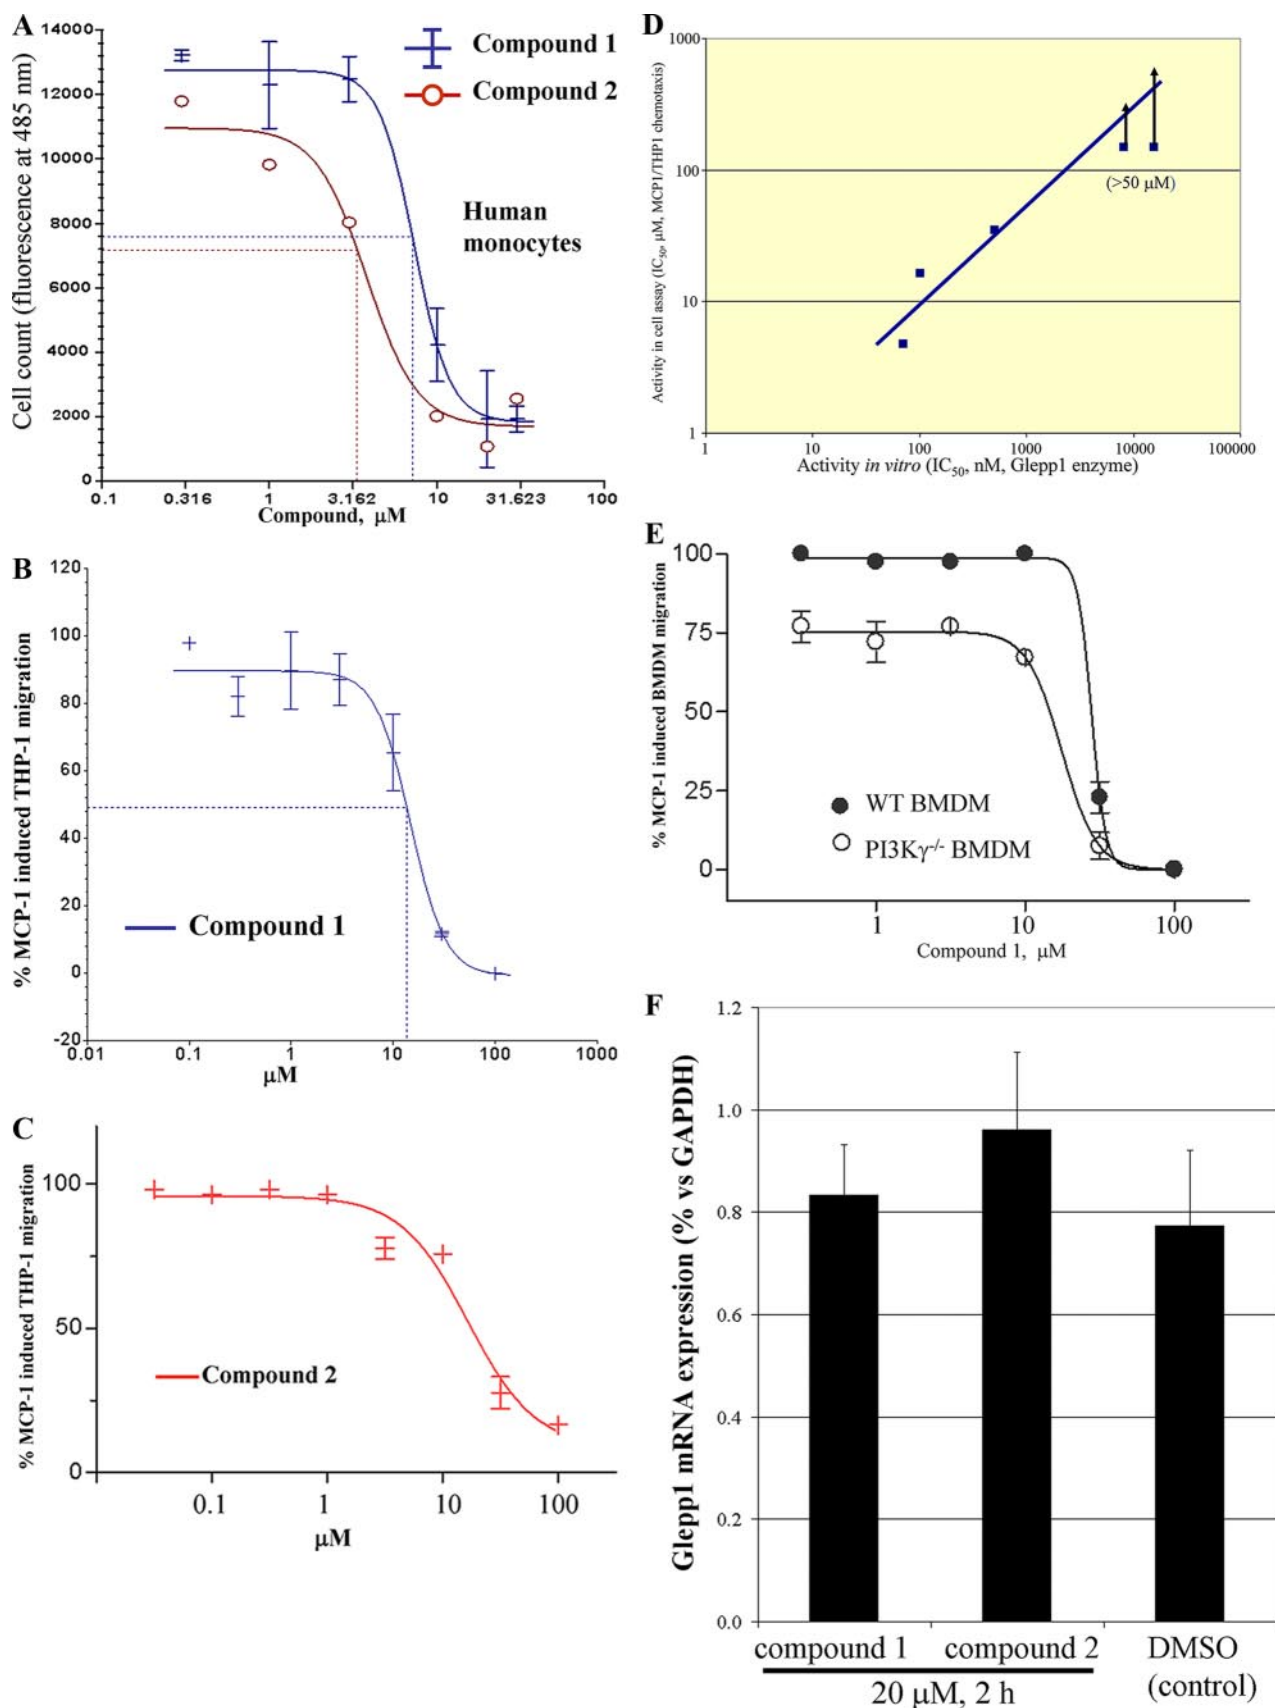 A
14000
12000
10000
8000
6000
4000
2000
0
Cell count (fluorescence at 485 nm)
Compound 1
Compound 2
Human
monocytes
0.1
0.316
1
3.162
10
31.623
100
Compound, μM
B
120
100
80
60
40
20
0
-20
% MCP-1 induced THP-1 migration
Compound 1
0.01
0.1
1
10
100
1000
μM
C
100
50
0
% MCP-1 induced THP-1 migration
Compound 2
0.1
1
10
100
μM
D
1000
100
10
1
Activity in cell assay (IC50, μM, MCP1/THP1 chemotaxis)
(>50 μM)
1
10
100
1000
10000
100000
Activity in vitro (IC50, nM, Glepp1 enzyme)
E
100
75
50
25
0
% MCP-1 induced BMDM migration
WT BMDM
PI3Kγ-/- BMDM
1
10
100
Compound 1, μM
F
1.2
1.0
0.8
0.6
0.4
0.2
0.0
Glepp1 mRNA expression (% vs GAPDH)
compound 1
compound 2
DMSO
(control)
20 μM, 2 h